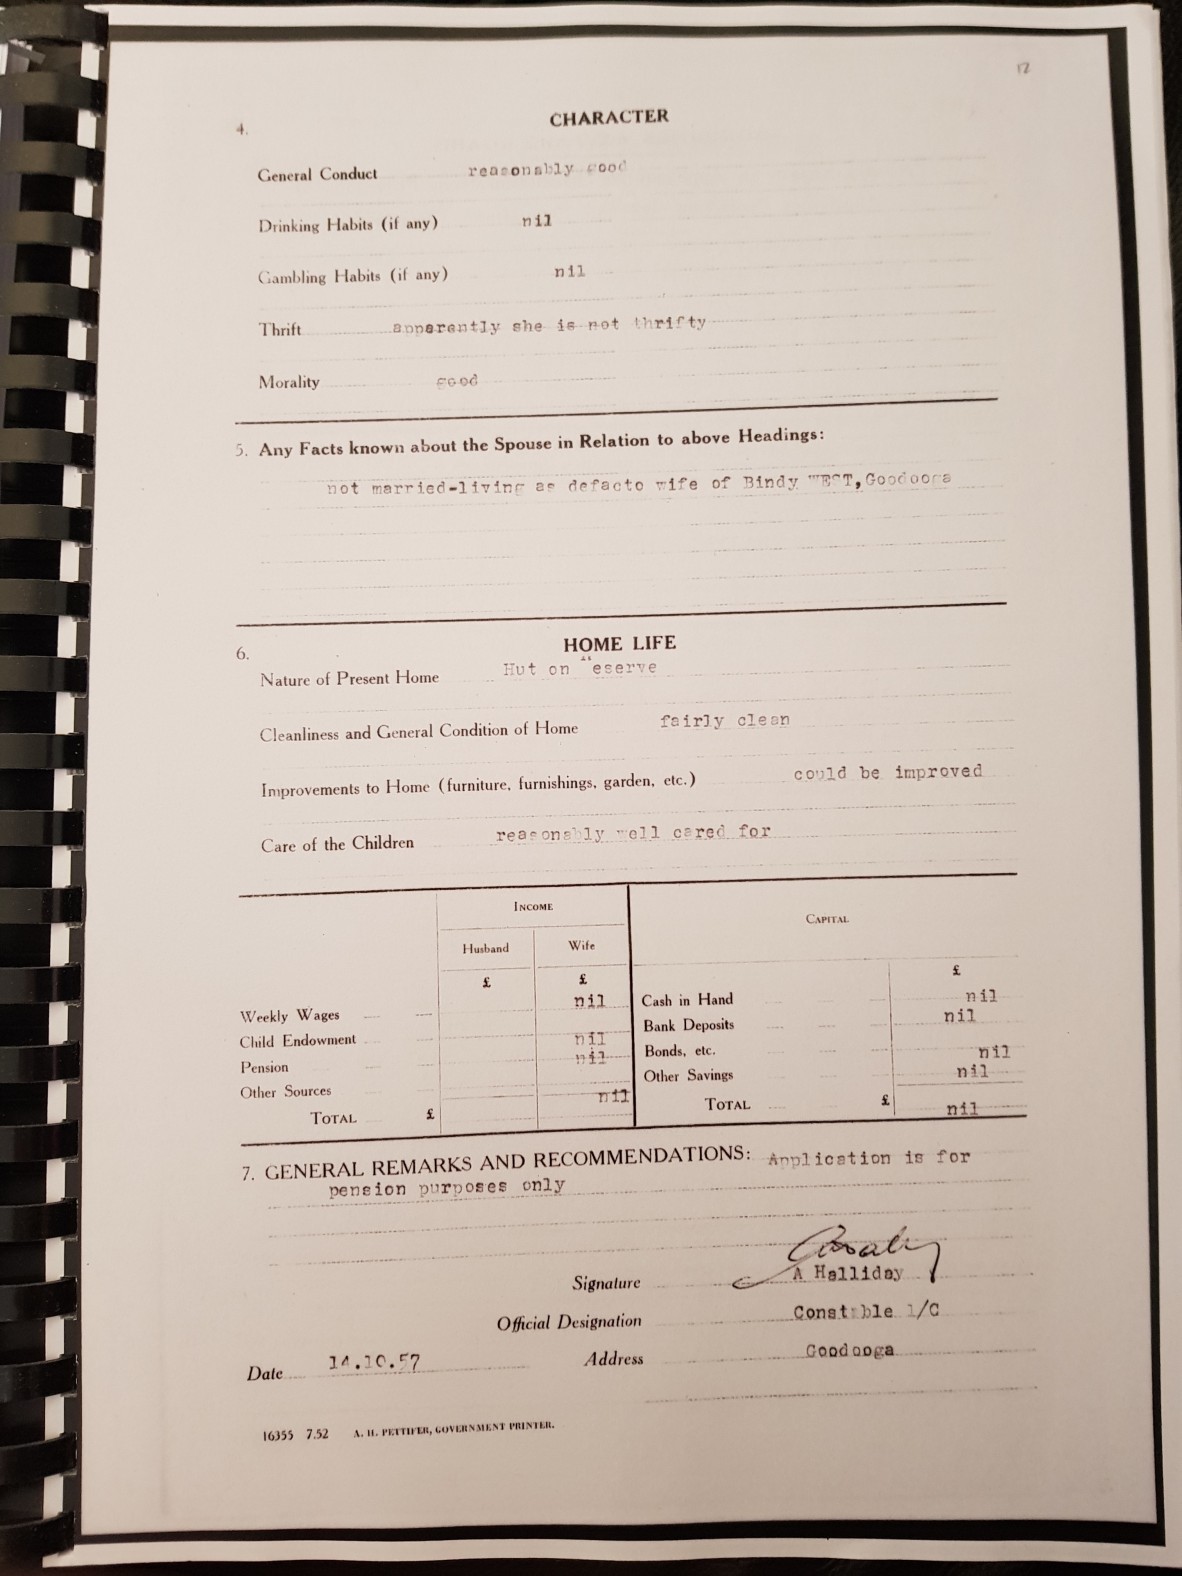 12
4. CHARACTER
General Conduct reasonably good
Drinking Habits (if any) nil
Gambling Habits (if any) nil
Thrift apparently she is not thrifty
Morality good
5. Any Facts known about the Spouse in Relation to above Headings:
not married-living as defacto wife of Bindy WEST, Goodooga
6. HOME LIFE
Nature of Present Home Hut on Reserve
Cleanliness and General Condition of Home fairly clean
Improvements to Home (furniture, furnishings, garden, etc.) could be improved
Care of the Children reasonably well cared for
INCOME
CAPITAL
Husband Wife
£ £ £
Weekly Wages nil Cash in Hand nil
Child Endowment nil Bank Deposits nil
Pension nil Bonds, etc. nil
Other Sources Other Savings nil
nil
TOTAL £ TOTAL £ nil
7. GENERAL REMARKS AND RECOMMENDATIONS: Application is for
pension purposes only
Signature A Halliday
Official Designation Constable 1/C
Date 14.10.57 Address Goodooga
16355 7.52 A. H. PETTIFER, GOVERNMENT PRINTER.